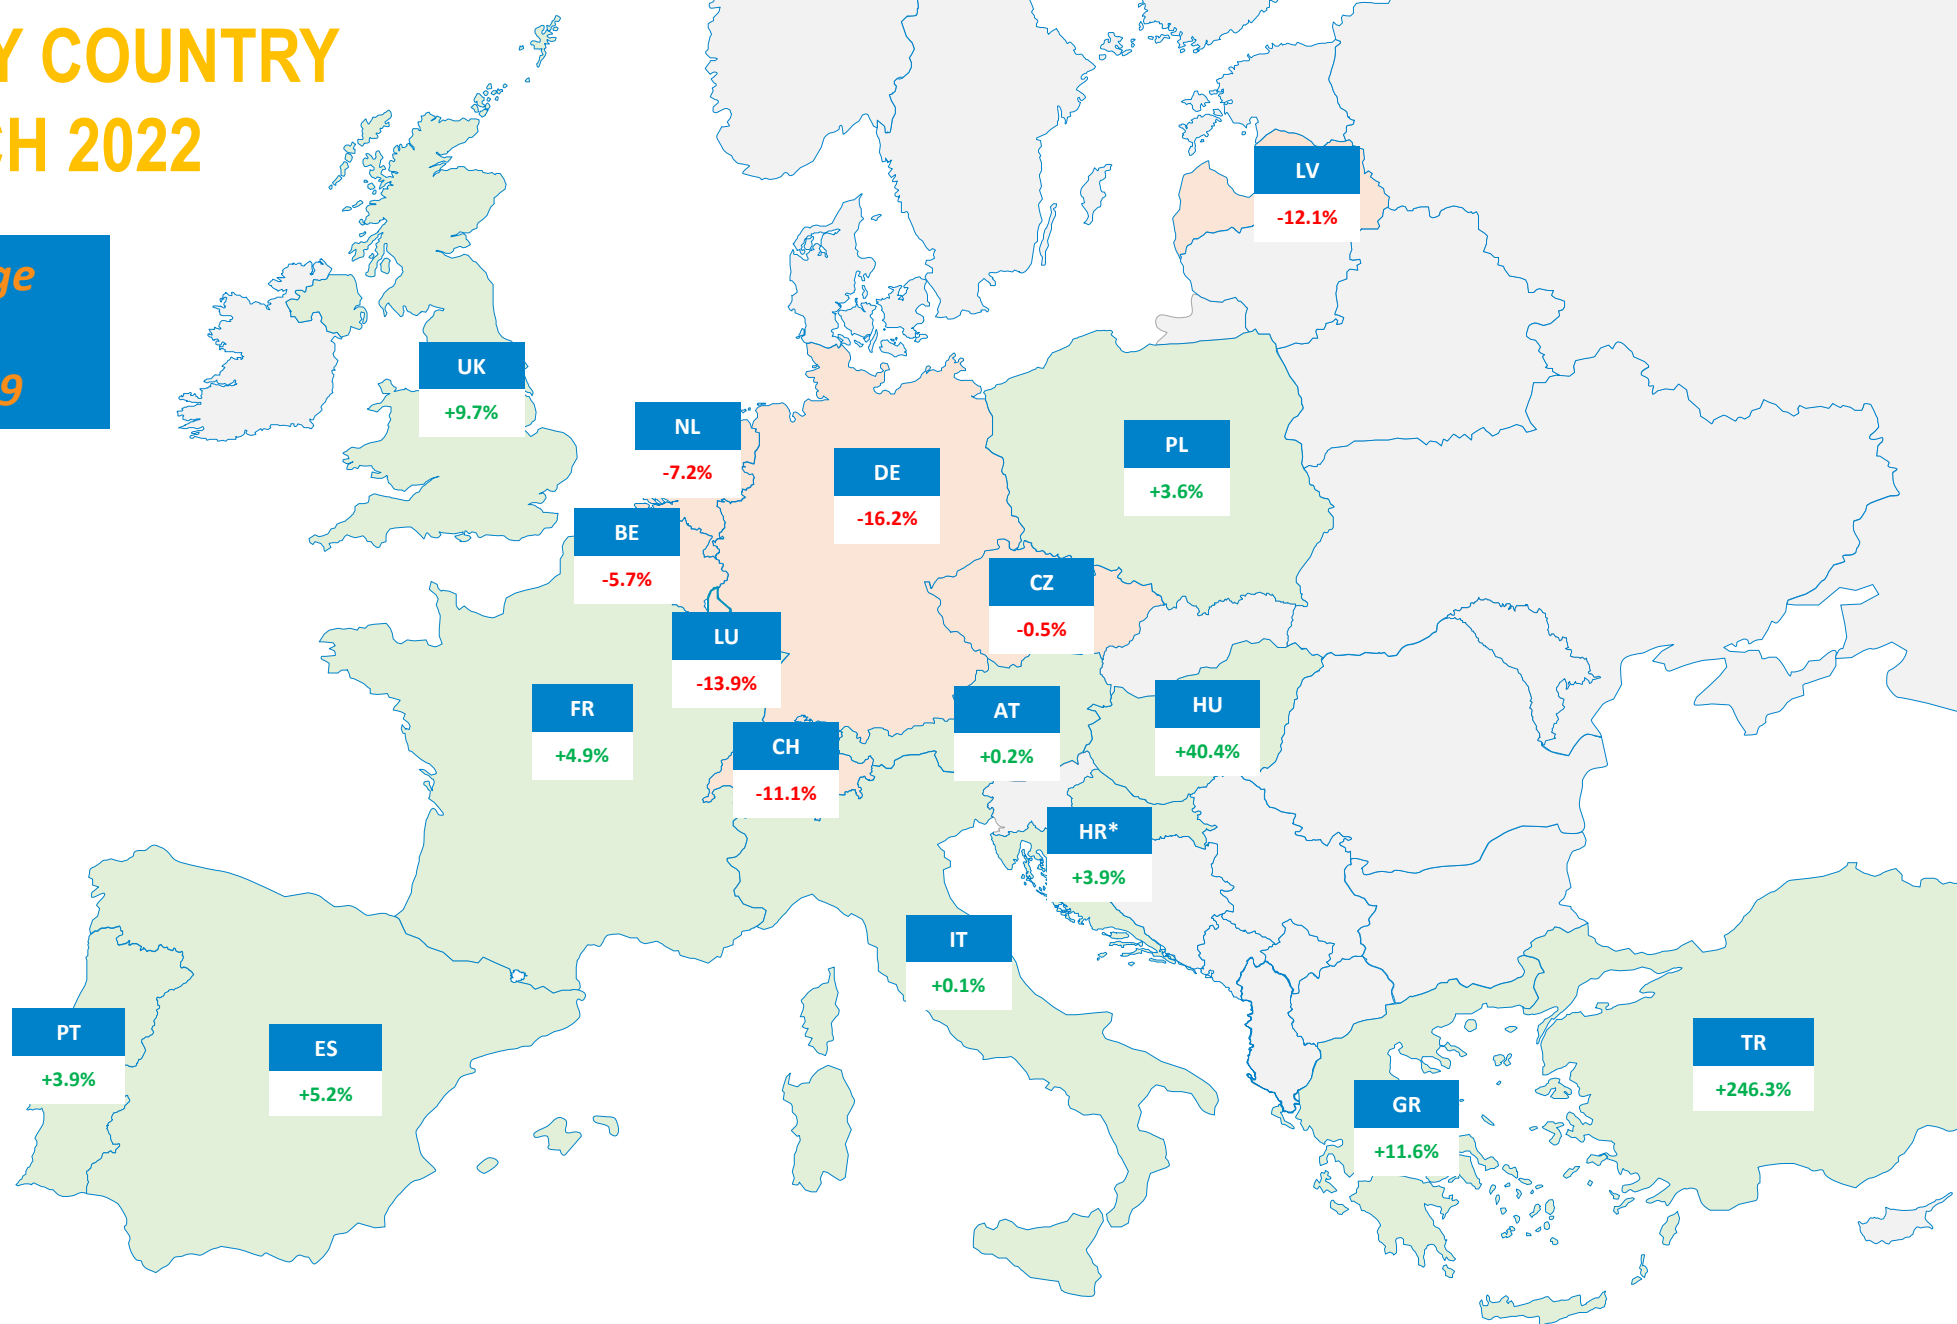 Y COUNTRY
CH 2022
ge
9
LV
-12.1%
UK
+9.7%
NL
-7.2%
DE
-16.2%
PL
+3.6%
BE
-5.7%
CZ
-0.5%
LU
-13.9%
FR
+4.9%
AT
+0.2%
HU
+40.4%
CH
-11.1%
HR*
+3.9%
IT
+0.1%
PT
+3.9%
ES
+5.2%
TR
+246.3%
GR
+11.6%